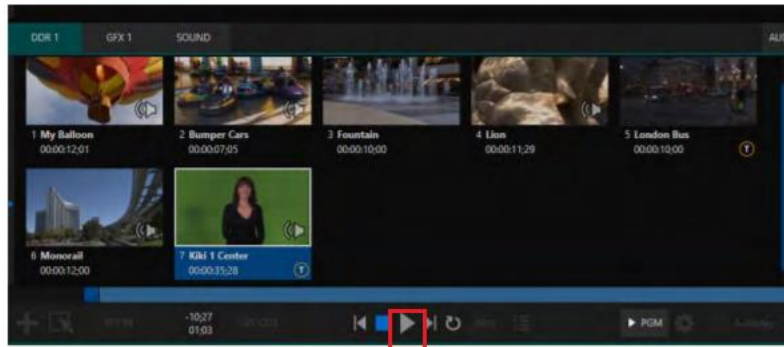 DDR 1 GFX 1 SOUND
1 My Balloon
00:00:12;01
2 Bumper Cars
00:00:07;05
3 Fountain
00:00:10;00
4 Lion
00:00:11;29
5 London Bus
00:00:10;00
T
6 Monorail
00:00:12;00
7 Kiki 1 Center
00:00:35;28
T
-10;27
01;03
PGM